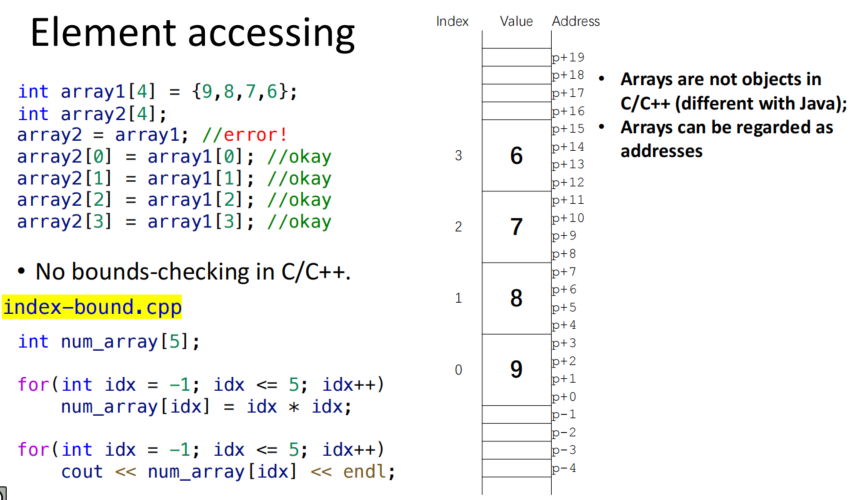 Element accessing
int array1[4] = {9,8,7,6};
int array2[4];
array2 = array1; //error!
array2[0] = array1[0]; //okay
array2[1] = array1[1]; //okay
array2[2] = array1[2]; //okay
array2[3] = array1[3]; //okay
• No bounds-checking in C/C++.
index-bound.cpp
int num_array[5];
for(int idx = -1; idx <= 5; idx++)
num_array[idx] = idx * idx;
for(int idx = -1; idx <= 5; idx++)
cout << num_array[idx] << endl;
Index Value Address
p+19
p+18
p+17
p+16
p+15
3 6 p+14
p+13
p+12
p+11
p+10
2 7 p+9
p+8
p+7
p+6
1 8 p+5
p+4
p+3
p+2
0 9 p+1
p+0
p-1
p-2
p-3
p-4
• Arrays are not objects in
C/C++ (different with Java);
• Arrays can be regarded as
addresses